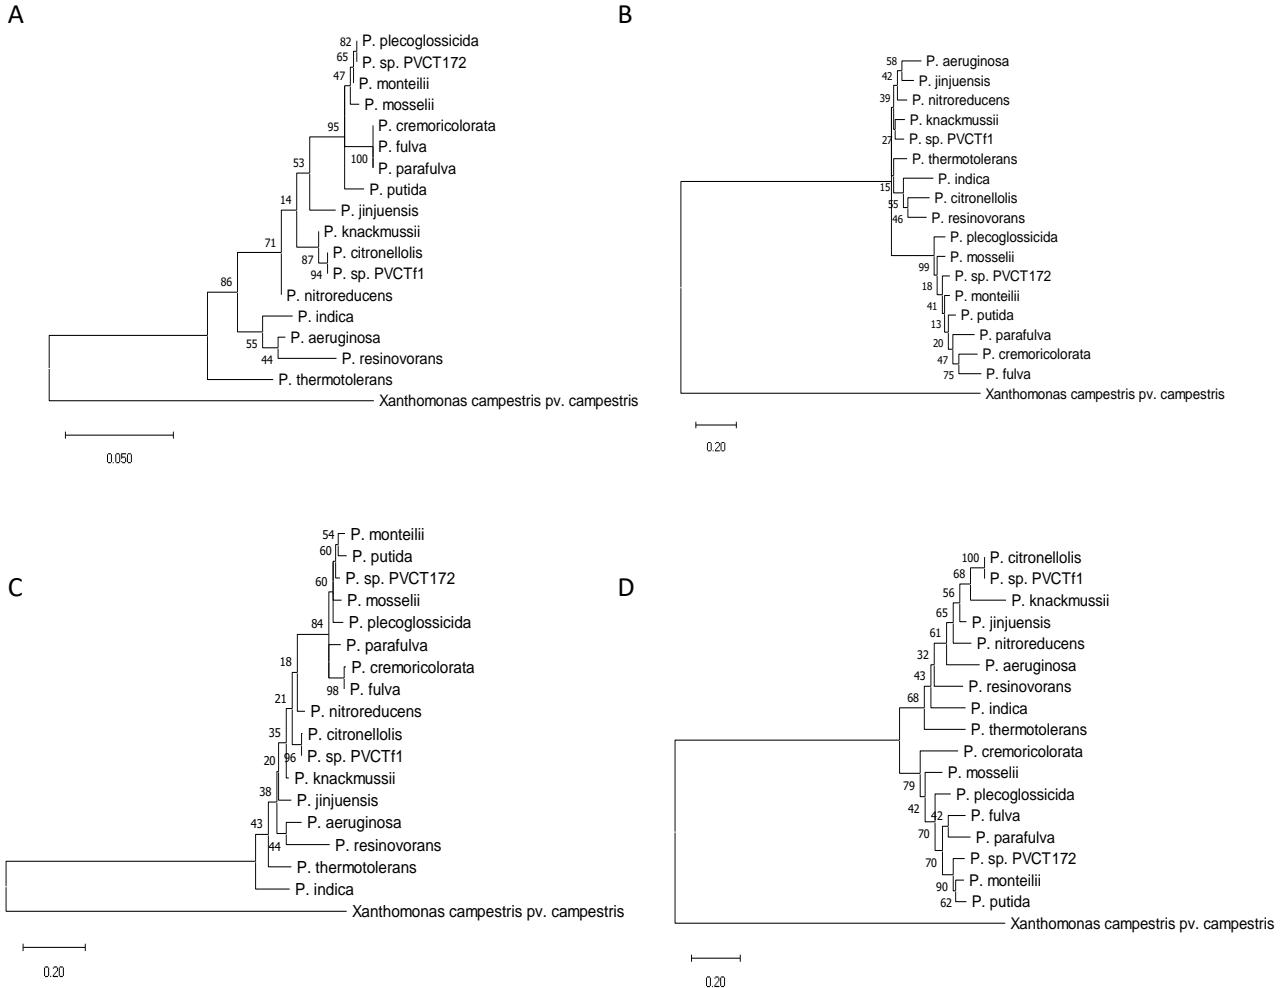 A
82
P. plecoglossicida
65
P. sp. PVCT172
47
P. monteilii
P. mosselii
95
P. cremoricolorata
P. fulva
100
P. parafulva
53
P. putida
14
P. jinjuensis
P. knackmussii
71
P. citronellolis
87
94
P. sp. PVCTf1
86
P. nitroreducens
P. indica
P. aeruginosa
55
44
P. resinovorans
P. thermotolerans
Xanthomonas campestris pv. campestris
0.050
B
58
P. aeruginosa
42
P. jinjuensis
39
P. nitroreducens
P. knackmussii
27
P. sp. PVCTf1
P. thermotolerans
15
P. indica
55
P. citronellolis
46
P. resinovorans
P. plecoglossicida
P. mosselii
99
P. sp. PVCT172
18
P. monteilii
41
P. putida
13
P. parafulva
20
P. cremoricolorata
47
75
P. fulva
Xanthomonas campestris pv. campestris
0.20
C
54
P. monteilii
60
P. putida
P. sp. PVCT172
60
P. mosselii
P. plecoglossicida
84
P. parafulva
18
P. cremoricolorata
98
P. fulva
21
P. nitroreducens
35
P. citronellolis
20
96
P. sp. PVCTf1
P. knackmussii
38
P. jinjuensis
43
P. aeruginosa
44
P. resinovorans
P. thermotolerans
P. indica
Xanthomonas campestris pv. campestris
0.20
D
100
P. citronellolis
68
P. sp. PVCTf1
56
P. knackmussii
65
P. jinjuensis
61
P. nitroreducens
32
P. aeruginosa
43
P. resinovorans
68
P. indica
P. thermotolerans
P. cremoricolorata
P. mosselii
79
P. plecoglossicida
42
42
P. fulva
70
P. parafulva
70
P. sp. PVCT172
90
P. monteilii
62
P. putida
Xanthomonas campestris pv. campestris
0.20